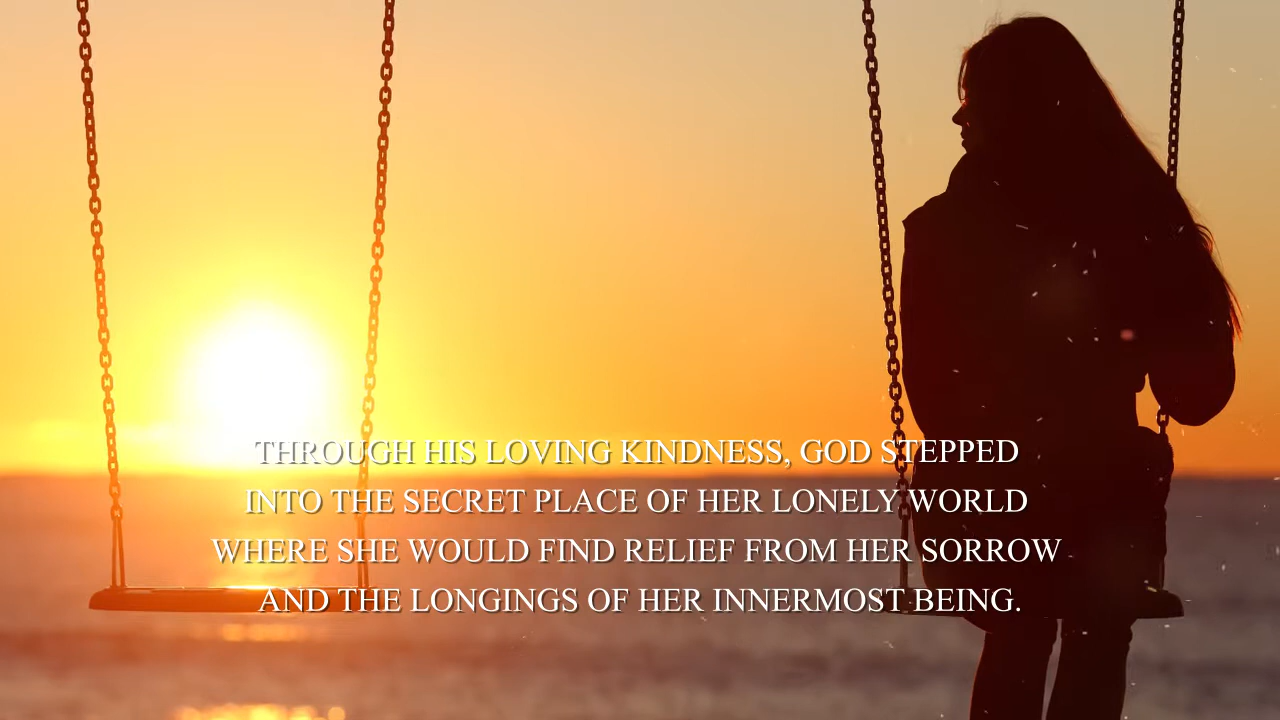 THROUGH HIS LOVING KINDNESS, GOD STEPPED
INTO THE SECRET PLACE OF HER LONELY WORLD
WHERE SHE WOULD FIND RELIEF FROM HER SORROW
AND THE LONGINGS OF HER INNERMOST BEING.